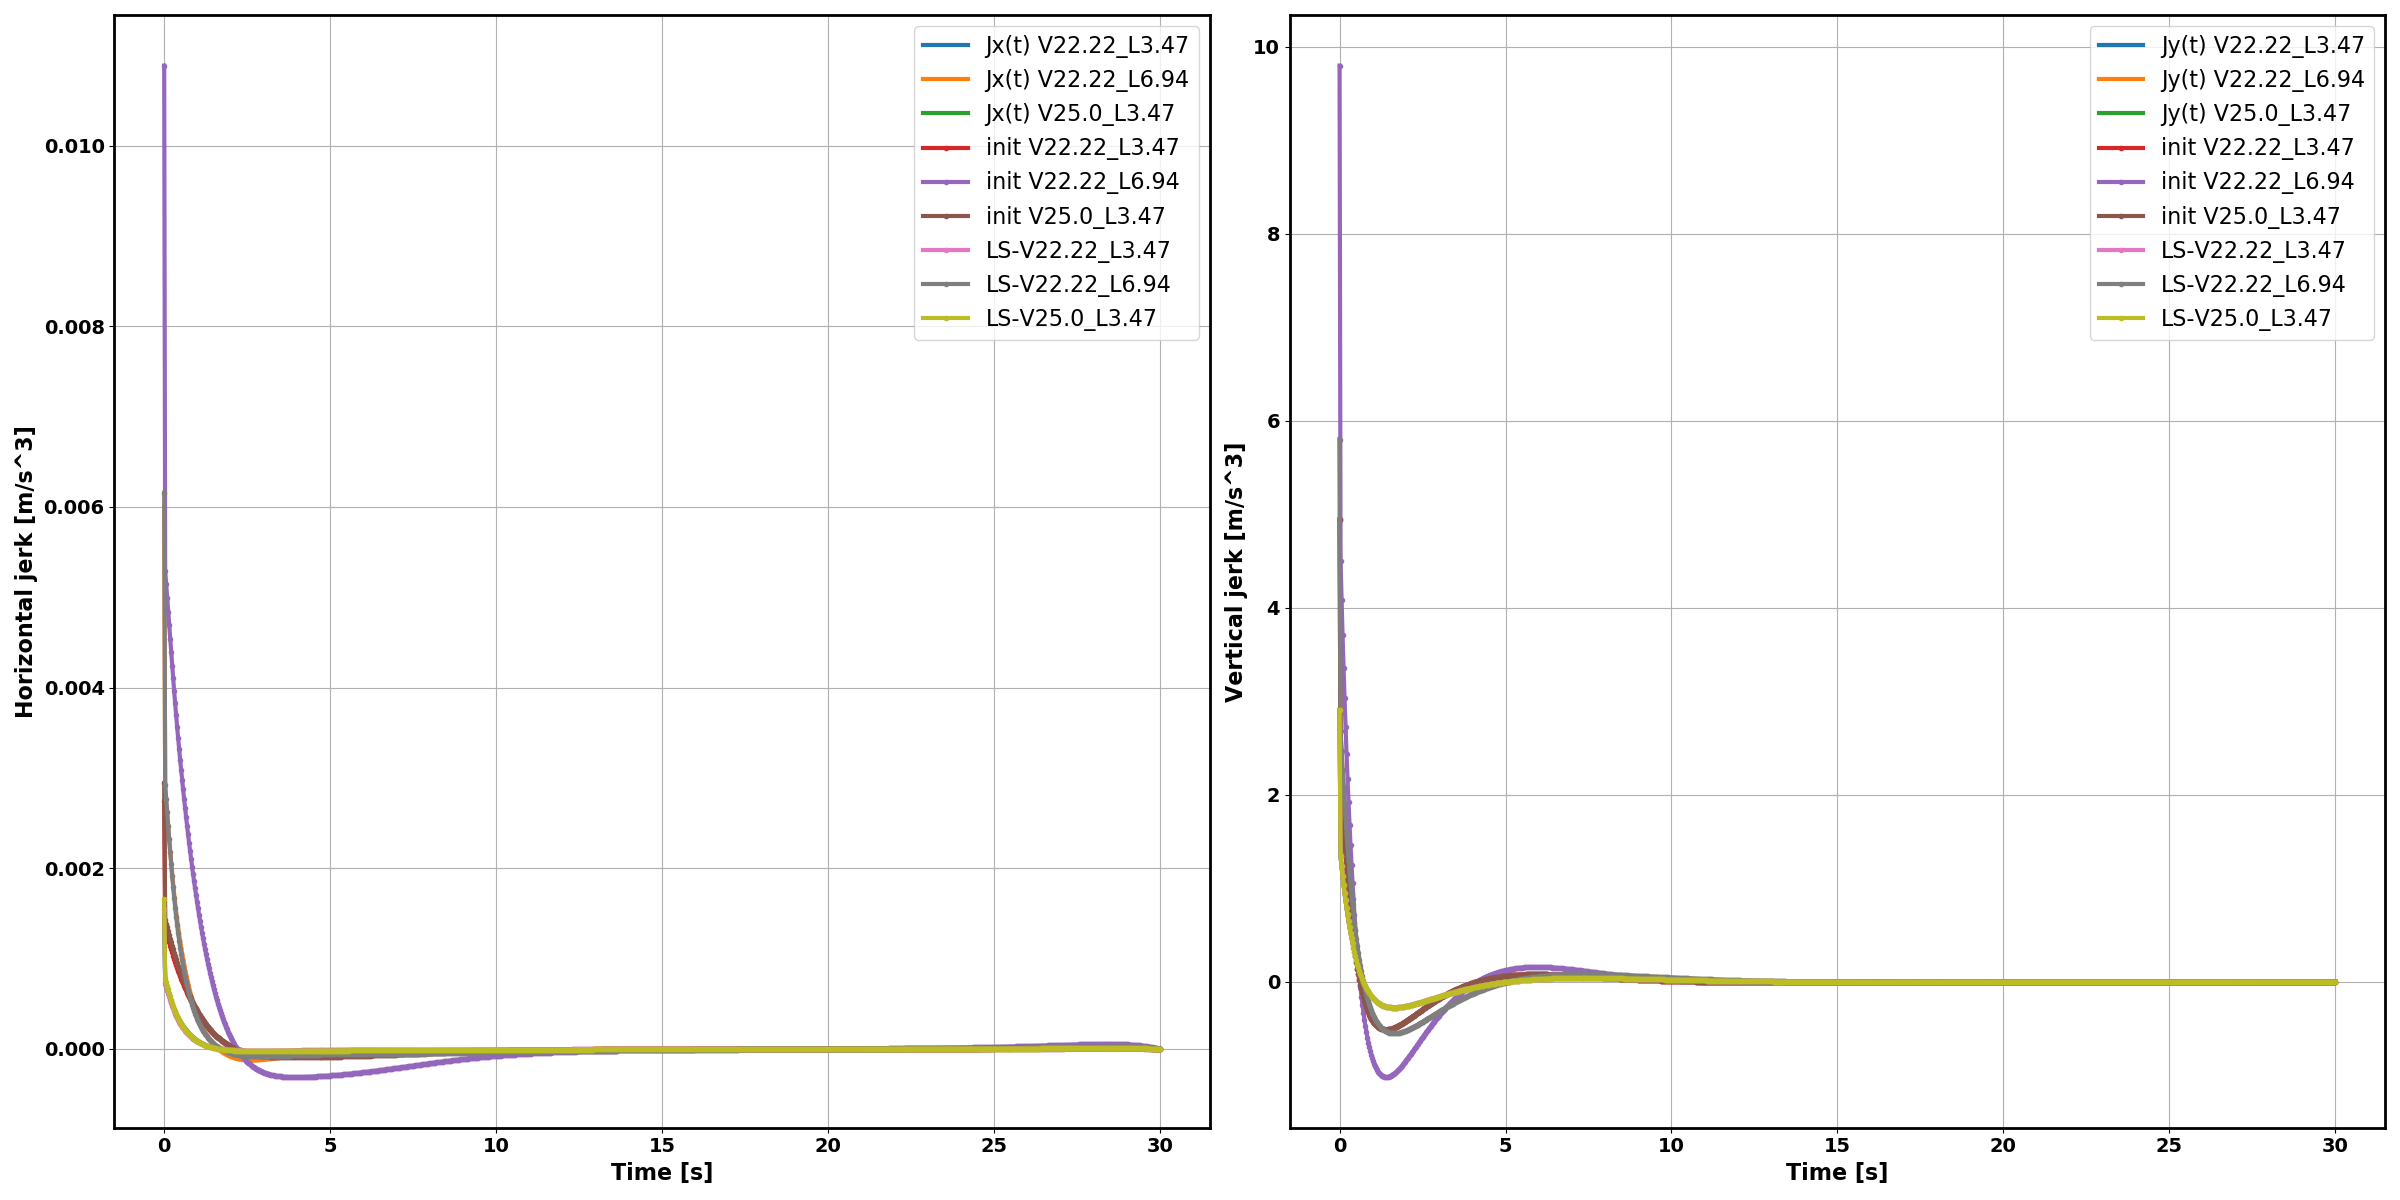 Jx(t) V22.22_L3.47
Jx(t) V22.22_L6.94
Jx(t) V25.0_L3.47
init V22.22_L3.47
init V22.22_L6.94
init V25.0_L3.47
LS-V22.22_L3.47
LS-V22.22_L6.94
LS-V25.0_L3.47
0.010
0.008
0.006
0.004
0.002
0.000
Horizontal jerk [m/s^3]
0 5 10 15 20 25 30
Time [s]
Jy(t) V22.22_L3.47
Jy(t) V22.22_L6.94
Jy(t) V25.0_L3.47
init V22.22_L3.47
init V22.22_L6.94
init V25.0_L3.47
LS-V22.22_L3.47
LS-V22.22_L6.94
LS-V25.0_L3.47
10
8
6
4
2
0
Vertical jerk [m/s^3]
0 5 10 15 20 25 30
Time [s]